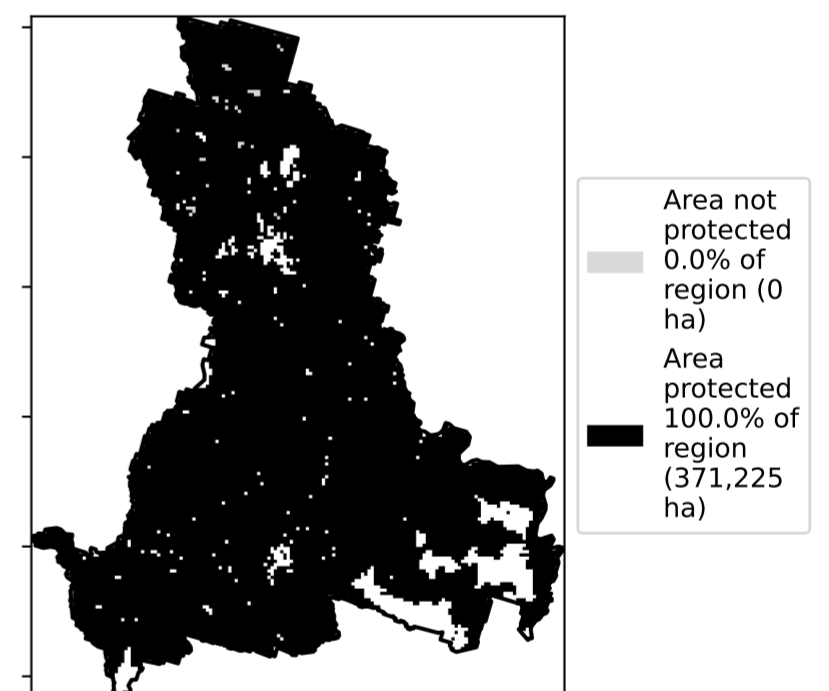 Area not
protected
0.0% of
region (0
ha)
Area
protected
100.0% of
region
(371,225
ha)